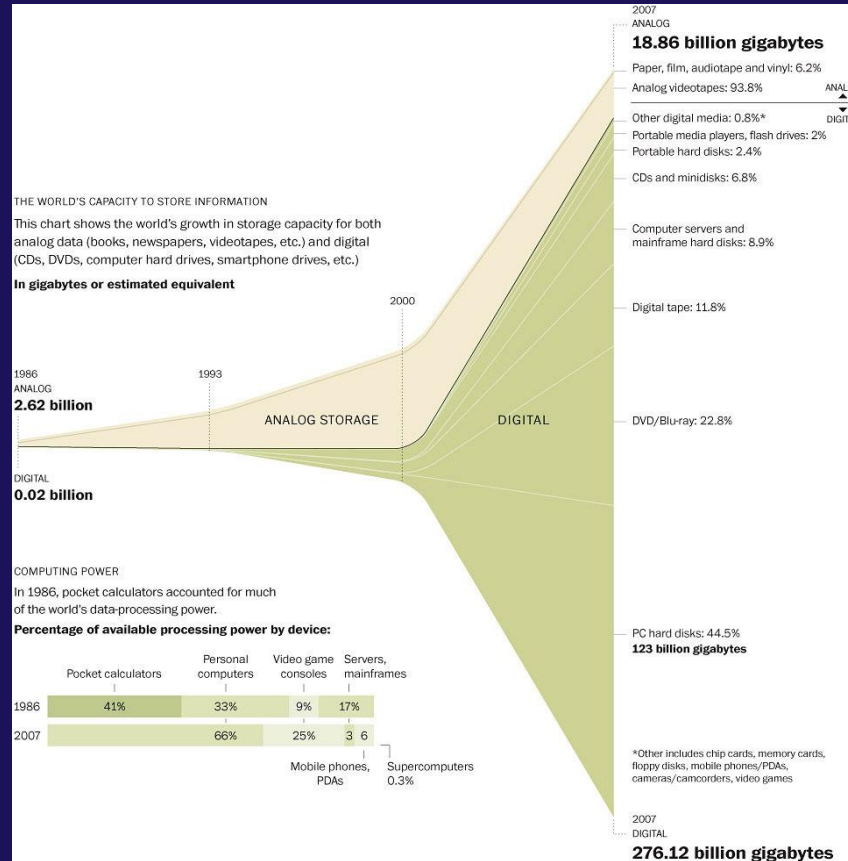 THE WORLD'S CAPACITY TO STORE INFORMATION
This chart shows the world's growth in storage capacity for both
analog data (books, newspapers, videotapes, etc.) and digital
(CDs, DVDs, computer hard drives, smartphone drives, etc.)
In gigabytes or estimated equivalent
1986
ANALOG
2.62 billion
DIGITAL
0.02 billion
1993
2000
ANALOG STORAGE
DIGITAL
2007
ANALOG
18.86 billion gigabytes
Paper, film, audiotape and vinyl: 6.2%
Analog videotapes: 93.8%
ANAL
DIGIT
Other digital media: 0.8%*
Portable media players, flash drives: 2%
Portable hard disks: 2.4%
CDs and minidisks: 6.8%
Computer servers and
mainframe hard disks: 8.9%
Digital tape: 11.8%
DVD/Blu-ray: 22.8%
PC hard disks: 44.5%
123 billion gigabytes
*Other includes chip cards, memory cards,
floppy disks, mobile phones/PDAs,
cameras/camcorders, video games
2007
DIGITAL
276.12 billion gigabytes
COMPUTING POWER
In 1986, pocket calculators accounted for much
of the world's data-processing power.
Percentage of available processing power by device:
Pocket calculators
Personal
computers
Video game
consoles
Servers,
mainframes
1986
41%
33%
9%
17%
2007
66%
25%
3
6
Mobile phones,
PDAs
Supercomputers
0.3%